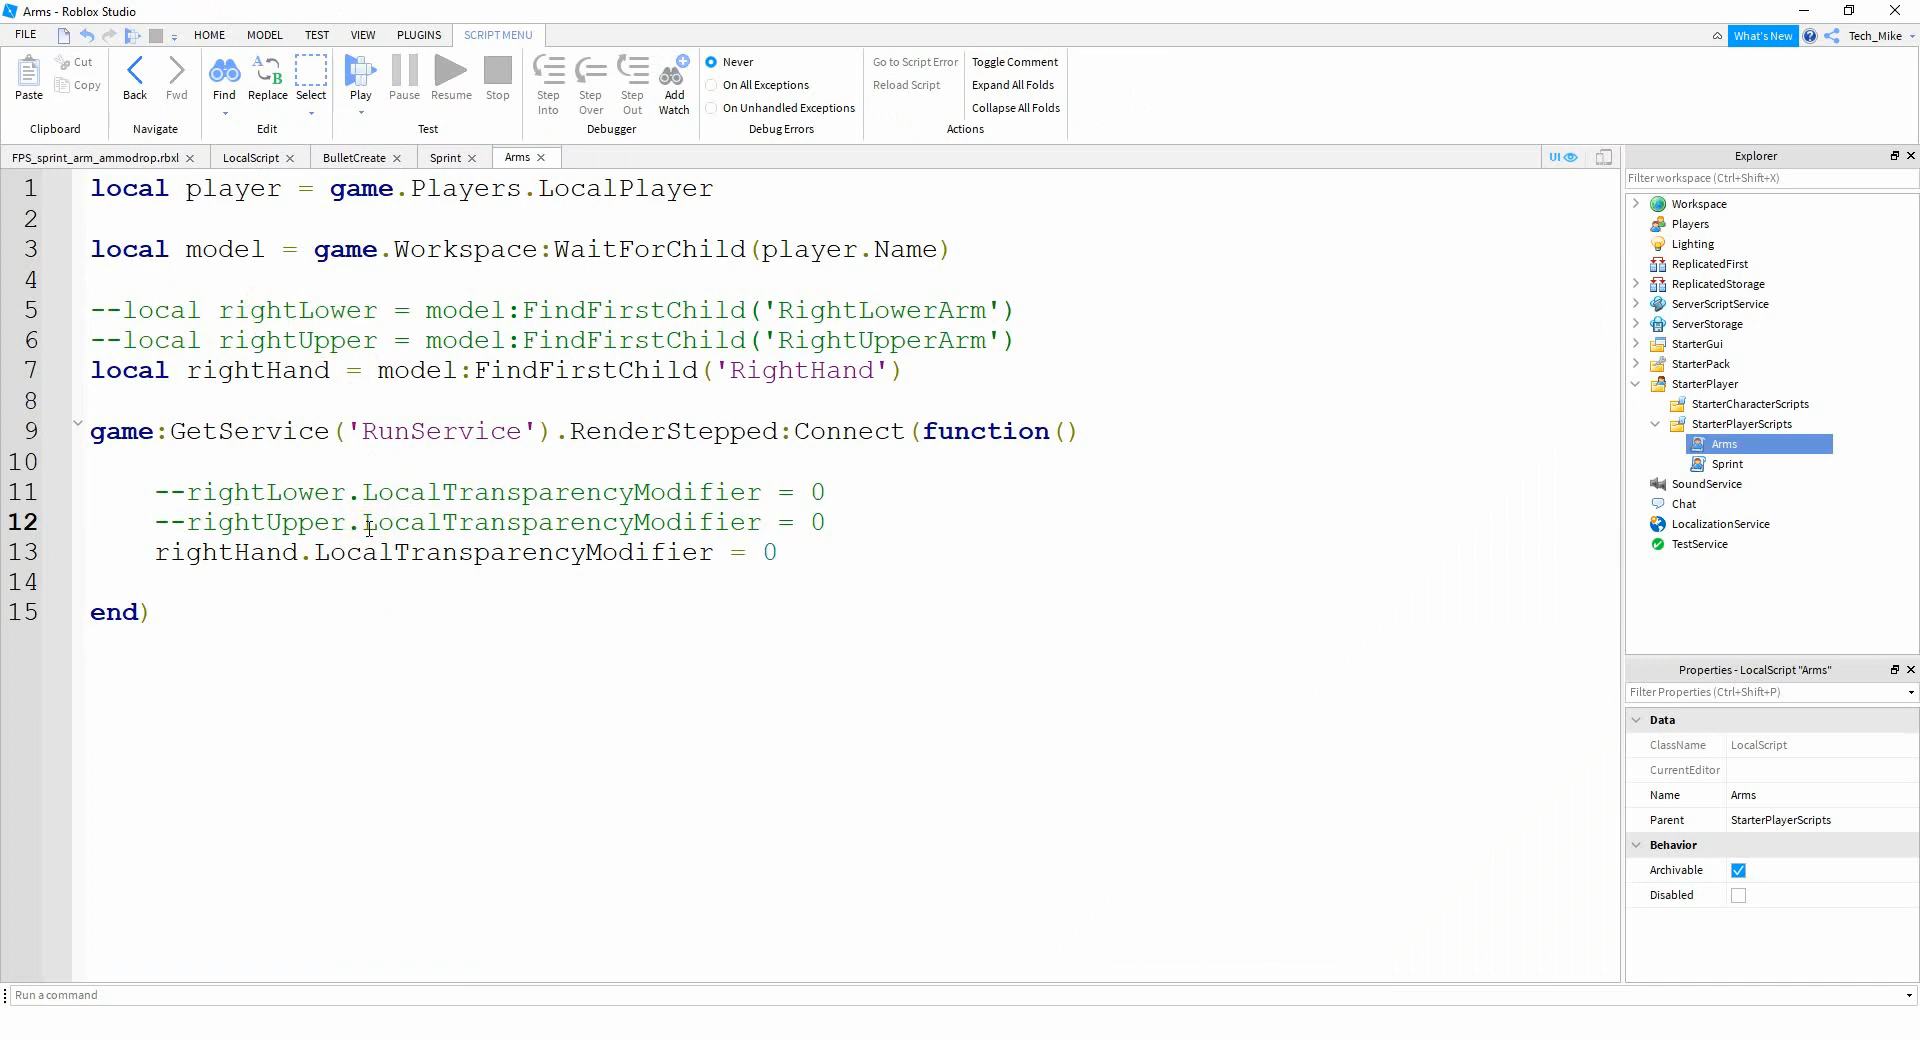 Arms - Roblox Studio
FILE HOME MODEL TEST VIEW PLUGINS SCRIPT MENU What's New Tech_Mike
Paste
Cut
Copy
Clipboard
Back Fwd
Navigate
Find Replace Select
Edit
Play Pause Resume Stop
Test
Step Into
Step Over
Step Out
Add Watch
Debugger
Never
On All Exceptions
On Unhandled Exceptions
Debug Errors
Go to Script Error
Reload Script
Toggle Comment
Expand All Folds
Collapse All Folds
Actions
FPS_sprint_arm_ammodrop.rbxl LocalScript BulletCreate Sprint Arms UI
1 local player = game.Players.LocalPlayer
2
3 local model = game.Workspace:WaitForChild(player.Name)
4
5 --local rightLower = model:FindFirstChild('RightLowerArm')
6 --local rightUpper = model:FindFirstChild('RightUpperArm')
7 local rightHand = model:FindFirstChild('RightHand')
8
9 game:GetService('RunService').RenderStepped:Connect(function()
10
11 --rightLower.LocalTransparencyModifier = 0
12 --rightUpper.LocalTransparencyModifier = 0
13 rightHand.LocalTransparencyModifier = 0
14
15 end)
Explorer
Filter workspace (Ctrl+Shift+X)
Workspace
Players
Lighting
ReplicatedFirst
ReplicatedStorage
ServerScriptService
ServerStorage
StarterGui
StarterPack
StarterPlayer
StarterCharacterScripts
StarterPlayerScripts
Arms
Sprint
SoundService
Chat
LocalizationService
TestService
Properties - LocalScript "Arms"
Filter Properties (Ctrl+Shift+P)
Data
ClassName LocalScript
CurrentEditor
Name Arms
Parent StarterPlayerScripts
Behavior
Archivable
Disabled
Run a command